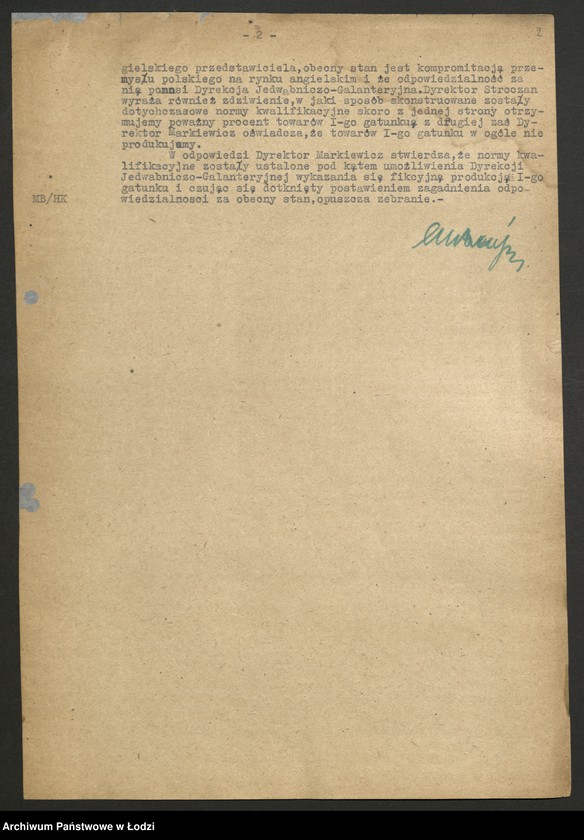 - 2 -
2
gielskiego przedstawiciela,obecny stan jest kompromitacją prze-
mysłu polskiego na rynku angielskim i że odpowiedzialność za
nią ponosi Dyrekcja Jedwabniczo-Galanteryjna.Dyrektor Stroczan
wyraża również zdziwienie,w jaki sposób skonstruowane zostały
dotychczasowe normy kwalifikacyjne skoro z jednej strony otrzy-
mujemy poważny procent towarów I-go gatunku, z drugiej zaś Dy-
rektor Markiewicz oświadcza,że towarów I-go gatunku w ogóle nie
produkujemy.
W odpowiedzi Dyrektor Markiewicz stwierdza,że normy kwa-
lifikacyjne zostały ustalone pod kątem umożliwienia Dyrekcji
Jedwabniczo-Galanteryjnej wykazania się fikcyjną produkcją I-go
gatunku i czując się dotknięty postawieniem zagadnienia odpo-
wiedzialnosci za obecny stan,opuszcza zebranie.-
MB/HK
Archiwum Państwowe w Łodzi